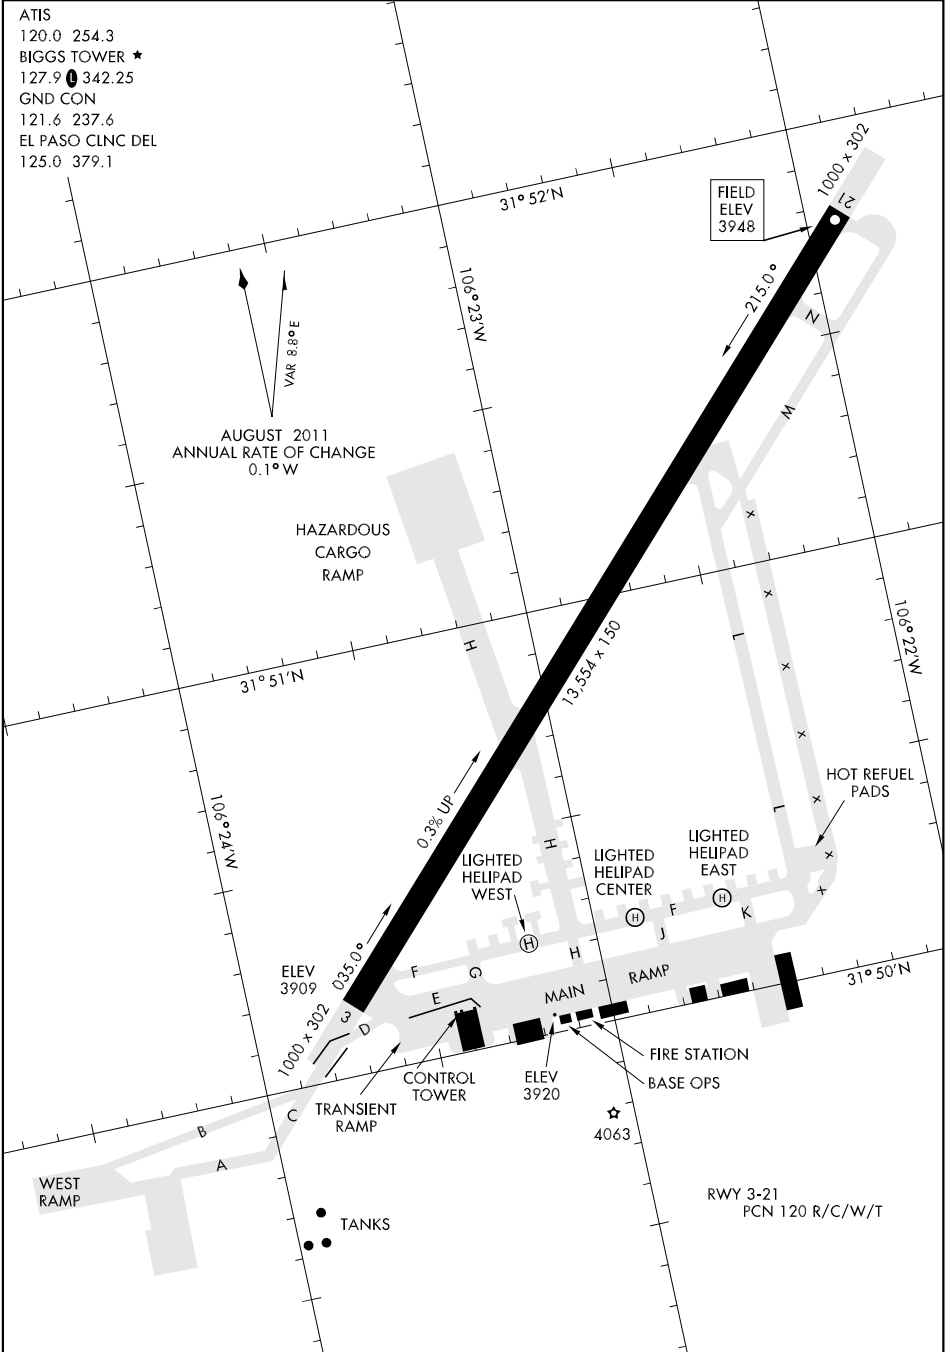 ATIS
120.0 254.3
BIGGS TOWER ★
127.9 L 342.25
GND CON
121.6 237.6
EL PASO CLNC DEL
125.0 379.1
31°52'N
1000 x 302
21
FIELD
ELEV
3948
215.0°
106°23'W
VAR 8.8°E
N
M
AUGUST 2011
ANNUAL RATE OF CHANGE
0.1°W
HAZARDOUS
CARGO
RAMP
x
x
L
106°22'W
H
13,554 x 150
31°51'N
x
x
0.3% UP
106°24'W
HOT REFUEL
PADS
L
x
x
x
H
LIGHTED
HELIPAD
WEST
LIGHTED
HELIPAD
CENTER
LIGHTED
HELIPAD
EAST
H
H
H
F
K
J
H
G
F
035.0°
ELEV
3909
31°50'N
MAIN
RAMP
E
3
D
1000 x 302
FIRE STATION
BASE OPS
ELEV
3920
CONTROL
TOWER
TRANSIENT
RAMP
C
B
A
4063
WEST
RAMP
TANKS
RWY 3-21
PCN 120 R/C/W/T